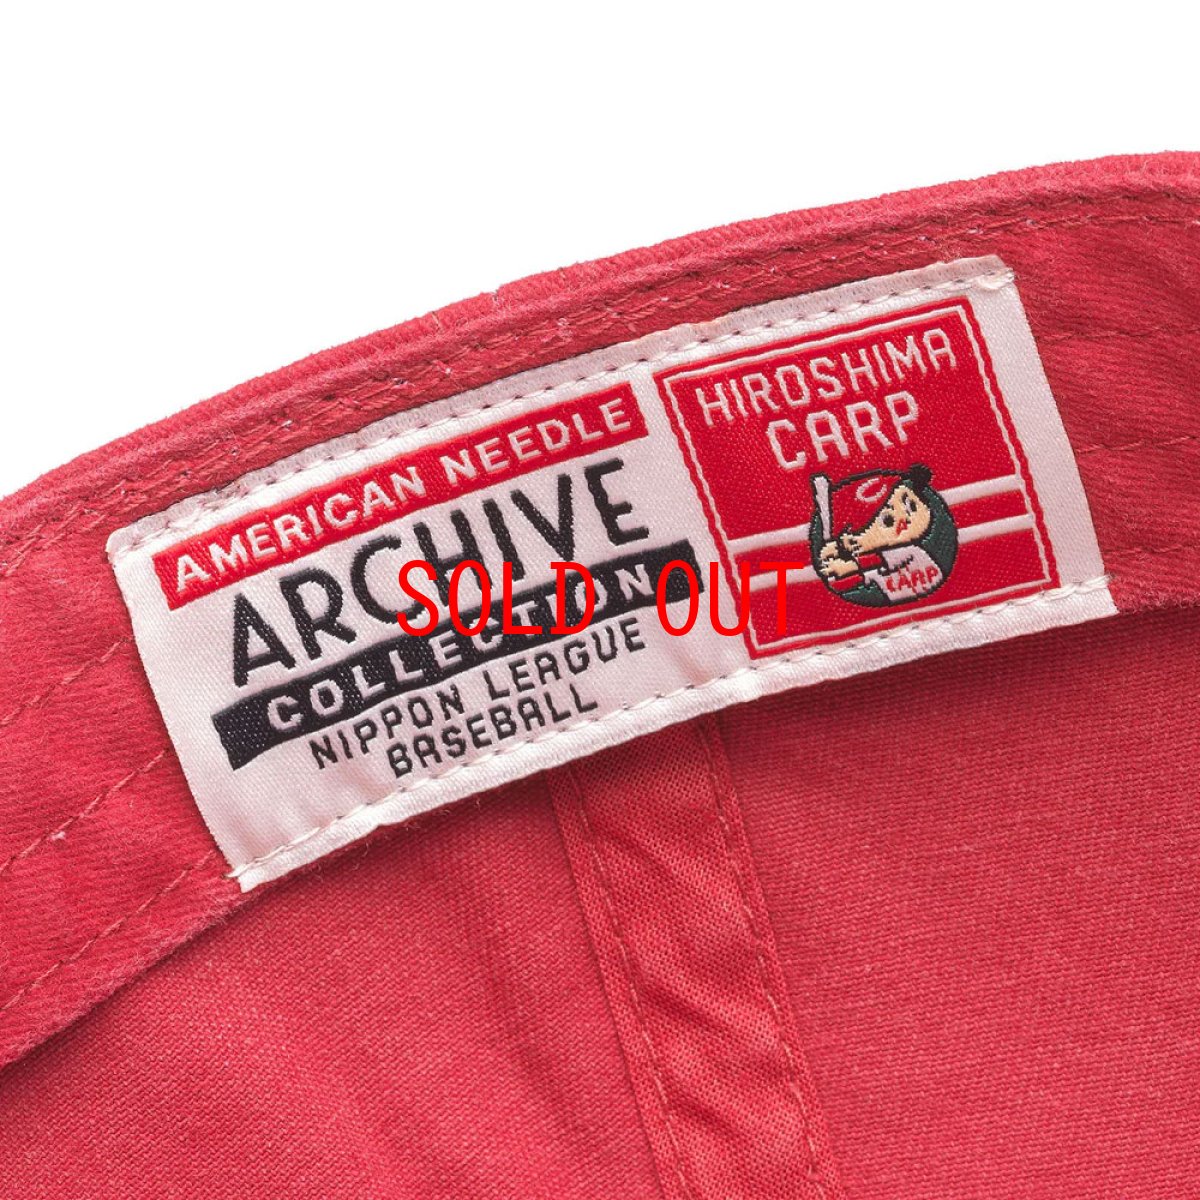 AMERICAN NEEDLE
ARCHIVE
COLLECTION
NIPPON LEAGUE
BASEBALL
HIROSHIMA
CARP
C
CARP
SOLD OUT